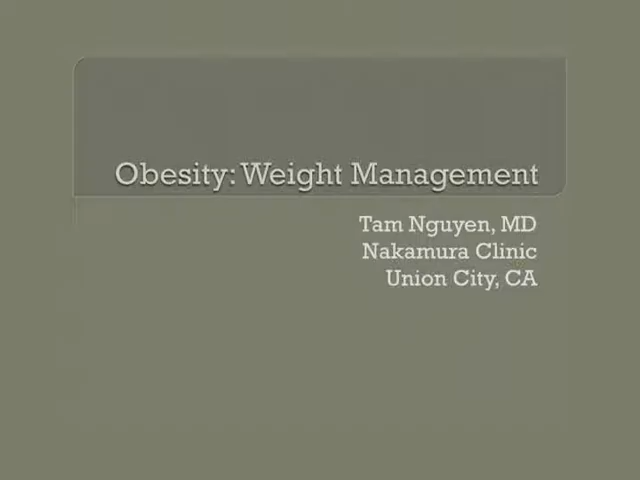 Obesity: Weight Management
Tam Nguyen, MD
Nakamura Clinic
Union City, CA